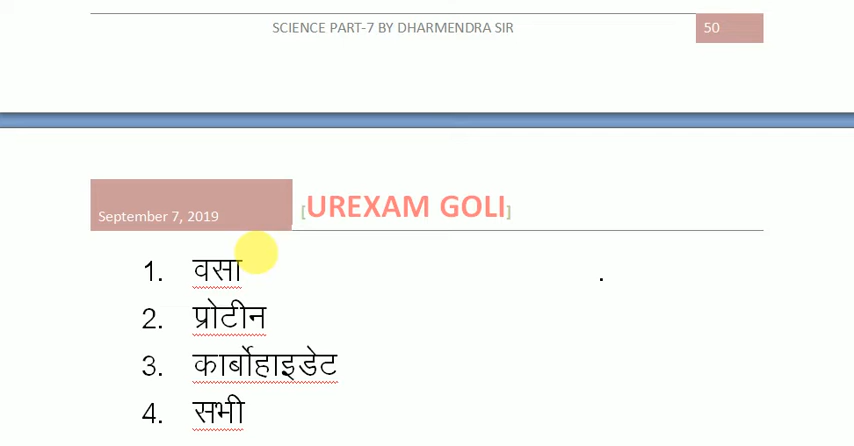 SCIENCE PART-7 BY DHARMENDRA SIR 50
September 7, 2019 [UREXAM GOLI]
1. वसा .
2. प्रोटीन
3. कार्बोहाइडेट
4. सभी